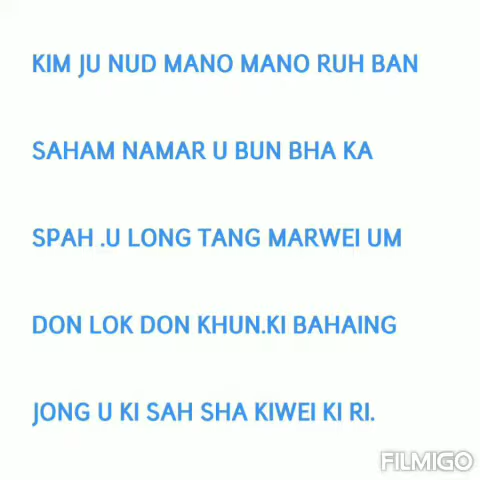 KIM JU NUD MANO MANO RUH BAN
SAHAM NAMAR U BUN BHA KA
SPAH .U LONG TANG MARWEI UM
DON LOK DON KHUN.KI BAHAING
JONG U KI SAH SHA KIWEI KI RI.
FILMIGO